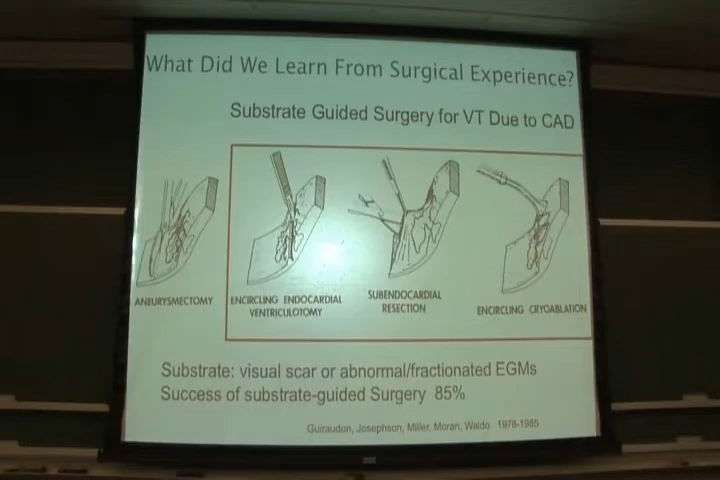 What Did We Learn From Surgical Experience?
Substrate Guided Surgery for VT Due to CAD
ANEURYSMECTOMY
ENCIRCLING ENDOCARDIAL
VENTRICULOTOMY
SUBENDOCARDIAL
RESECTION
ENCIRCLING CRYOABLATION
Substrate: visual scar or abnormal/fractionated EGMs
Success of substrate-guided Surgery 85%
Guiraudon, Josephson, Miller, Moran, Waldo 1978-1985